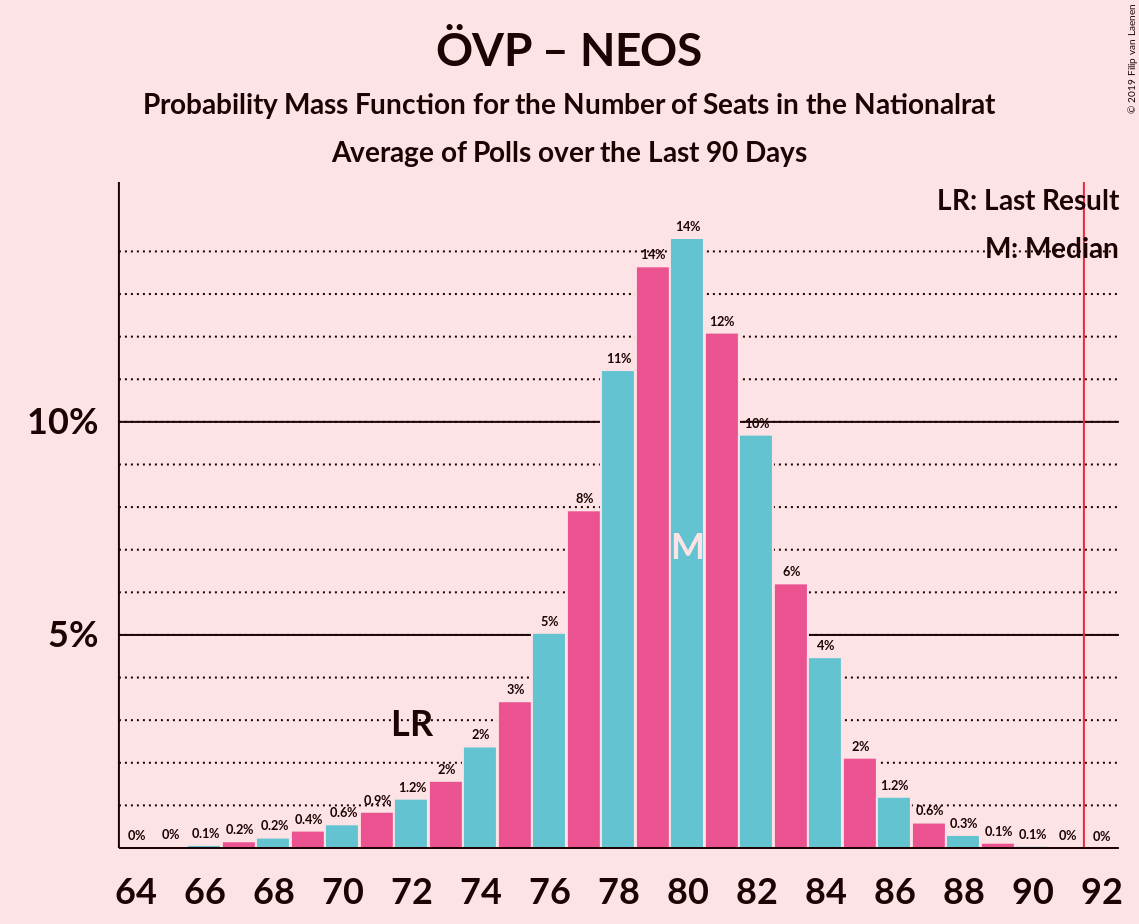 ÖVP – NEOS
Probability Mass Function for the Number of Seats in the Nationalrat
Average of Polls over the Last 90 Days
© 2019 Filip van Laenen
LR: Last Result
M: Median
10%
5%
0% 0% 0.1% 0.2% 0.2% 0.4% 0.6% 0.9% 1.2% 2% 2% 3% 5% 8% 11% 14% 14% 12% 10% 6% 4% 2% 1.2% 0.6% 0.3% 0.1% 0.1% 0% 0%
LR
M
64 66 68 70 72 74 76 78 80 82 84 86 88 90 92